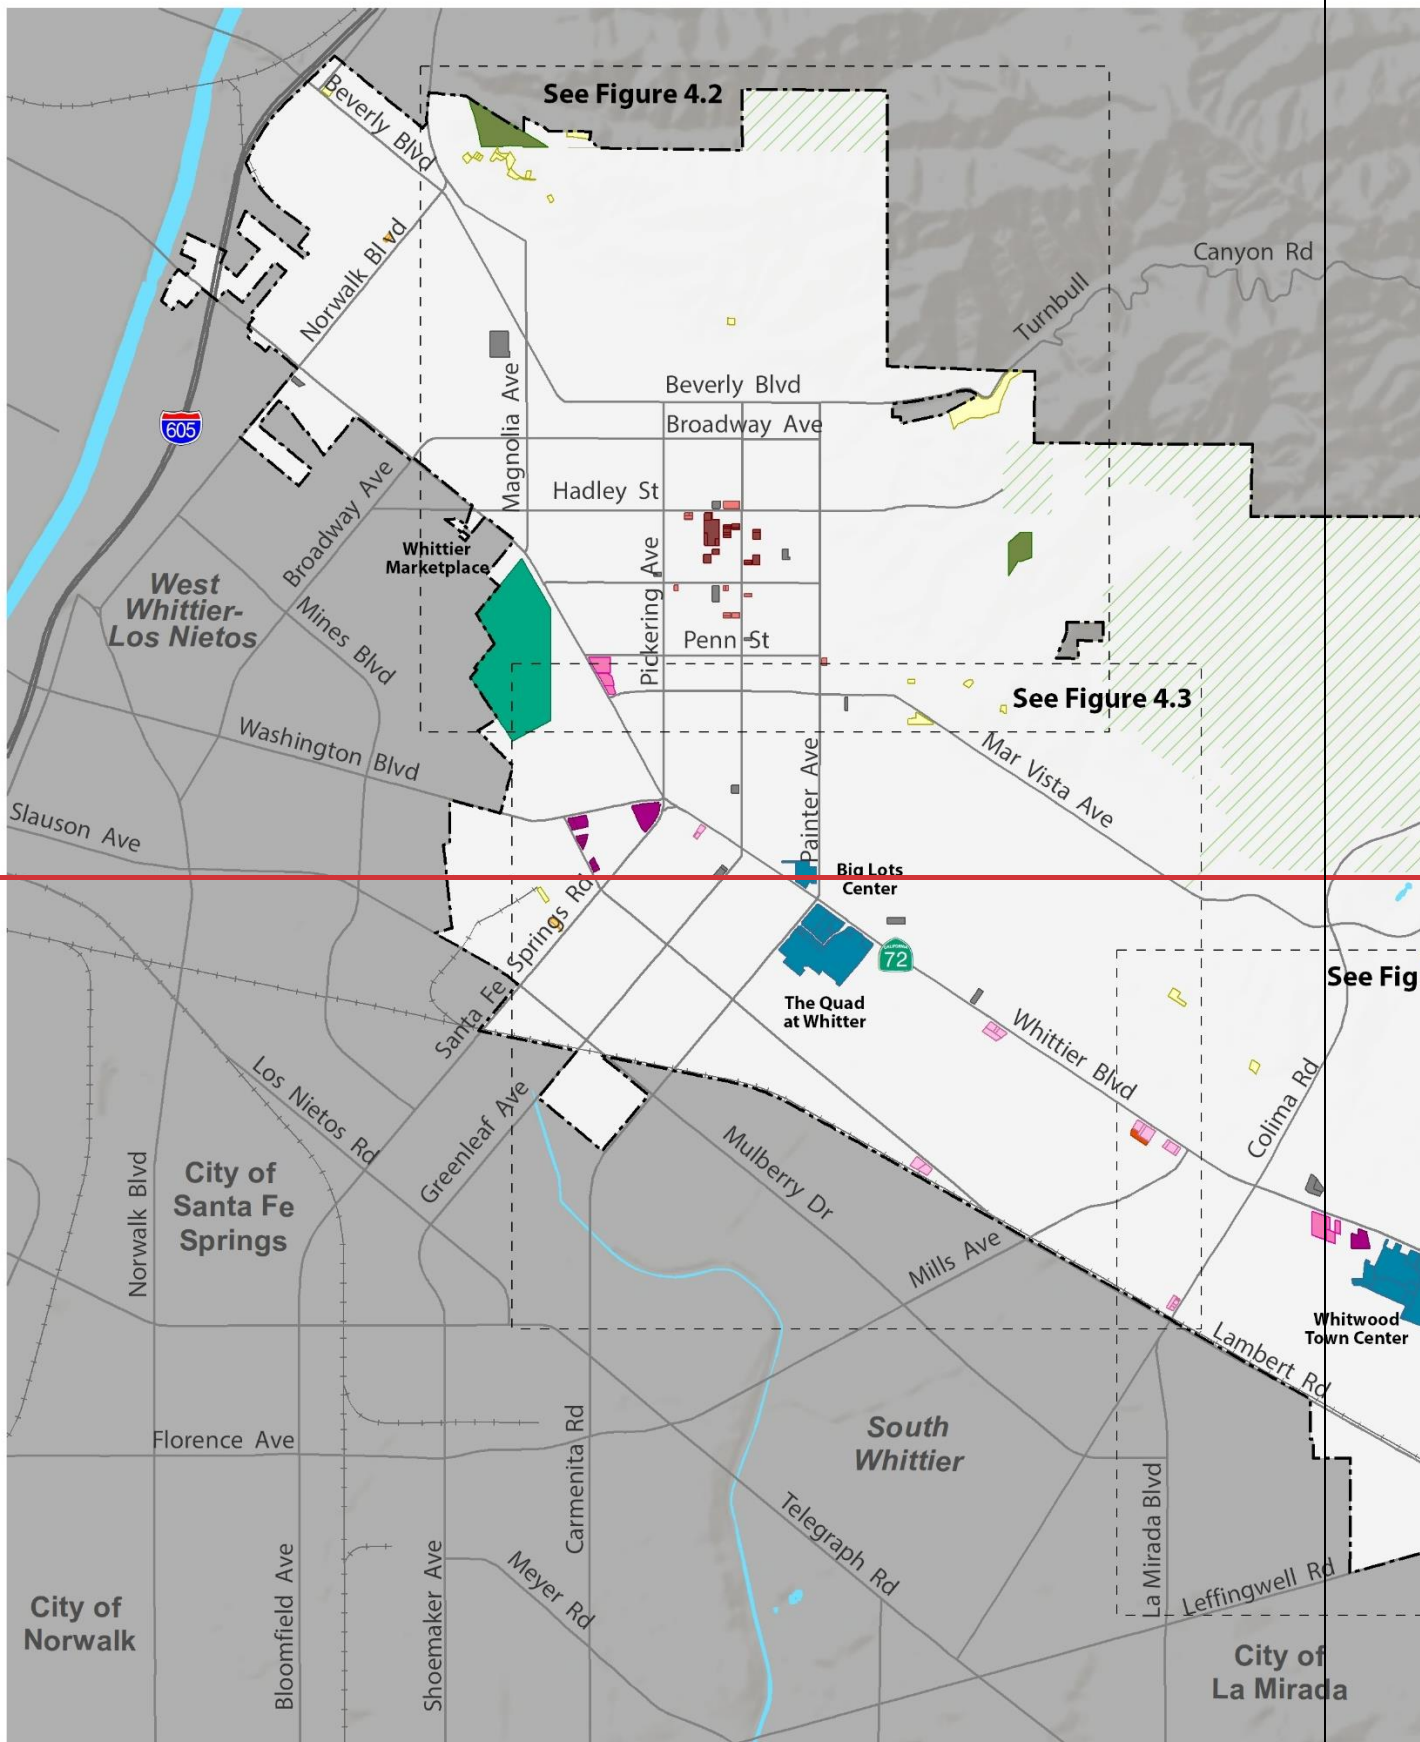 See Figure 4.2
Beverly Blvd
Canyon Rd
Norwalk Blvd
Turnbull
Magnolia Ave
Beverly Blvd
605
Broadway Ave
Broadway Ave
Hadley St
Whittier
Marketplace
Pickering Ave
West
Whittier-
Los Nietos
Mines Blvd
Penn St
See Figure 4.3
Washington Blvd
Painter Ave
Mar Vista Ave
Slauson Ave
Big Lots
Center
Santa Fe Springs Rd
CALIFORNIA
72
See Fig
The Quad
at Whitter
Whittier Blvd
Los Nietos Rd
Greenleaf Ave
Colima Rd
Mulberry Dr
Norwalk Blvd
City of
Santa Fe
Springs
Mills Ave
Whitwood
Town Center
Lambert Rd
Florence Ave
Carmenita Rd
South
Whittier
La Mirada Blvd
Telegraph Rd
Bloomfield Ave
Shoemaker Ave
Meyer Rd
Leffingwell Rd
City of
Norwalk
City of
La Mirada